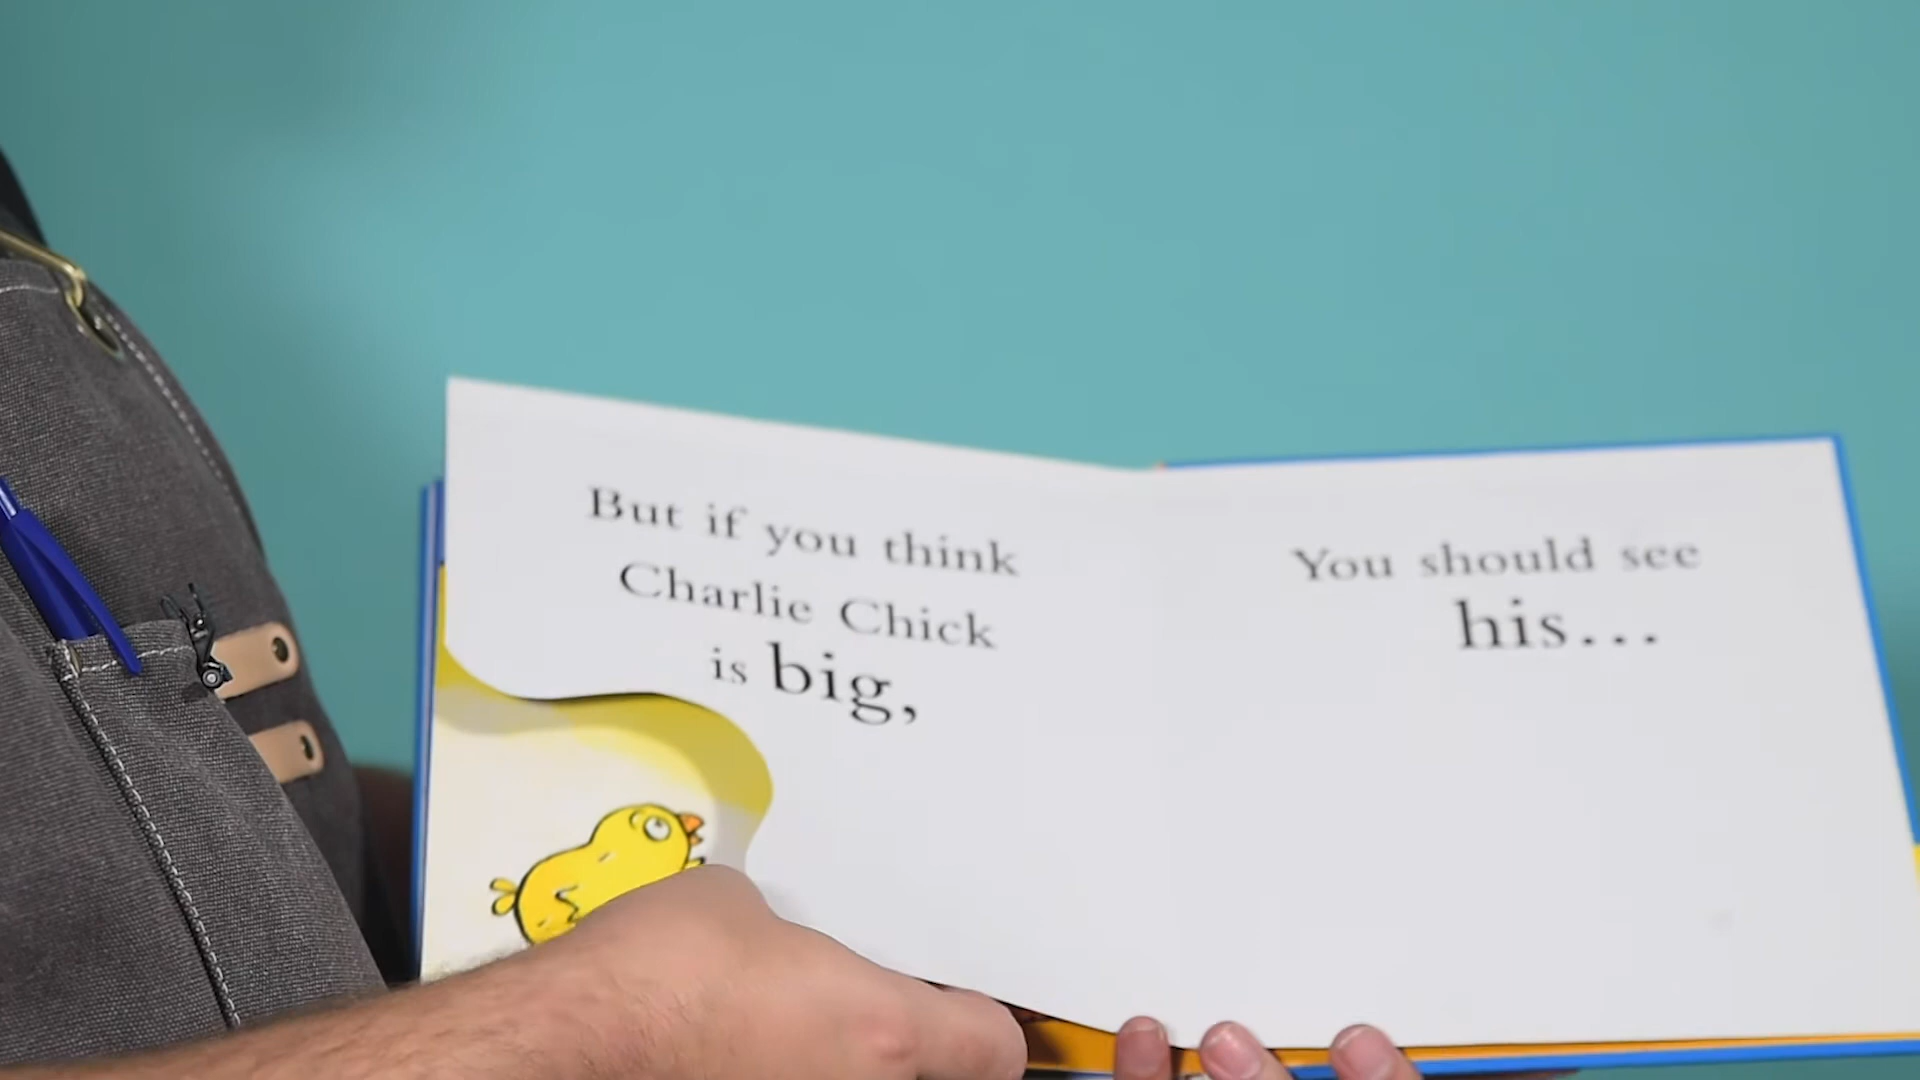 But if you think
Charlie Chick
is big,
You should see
his...